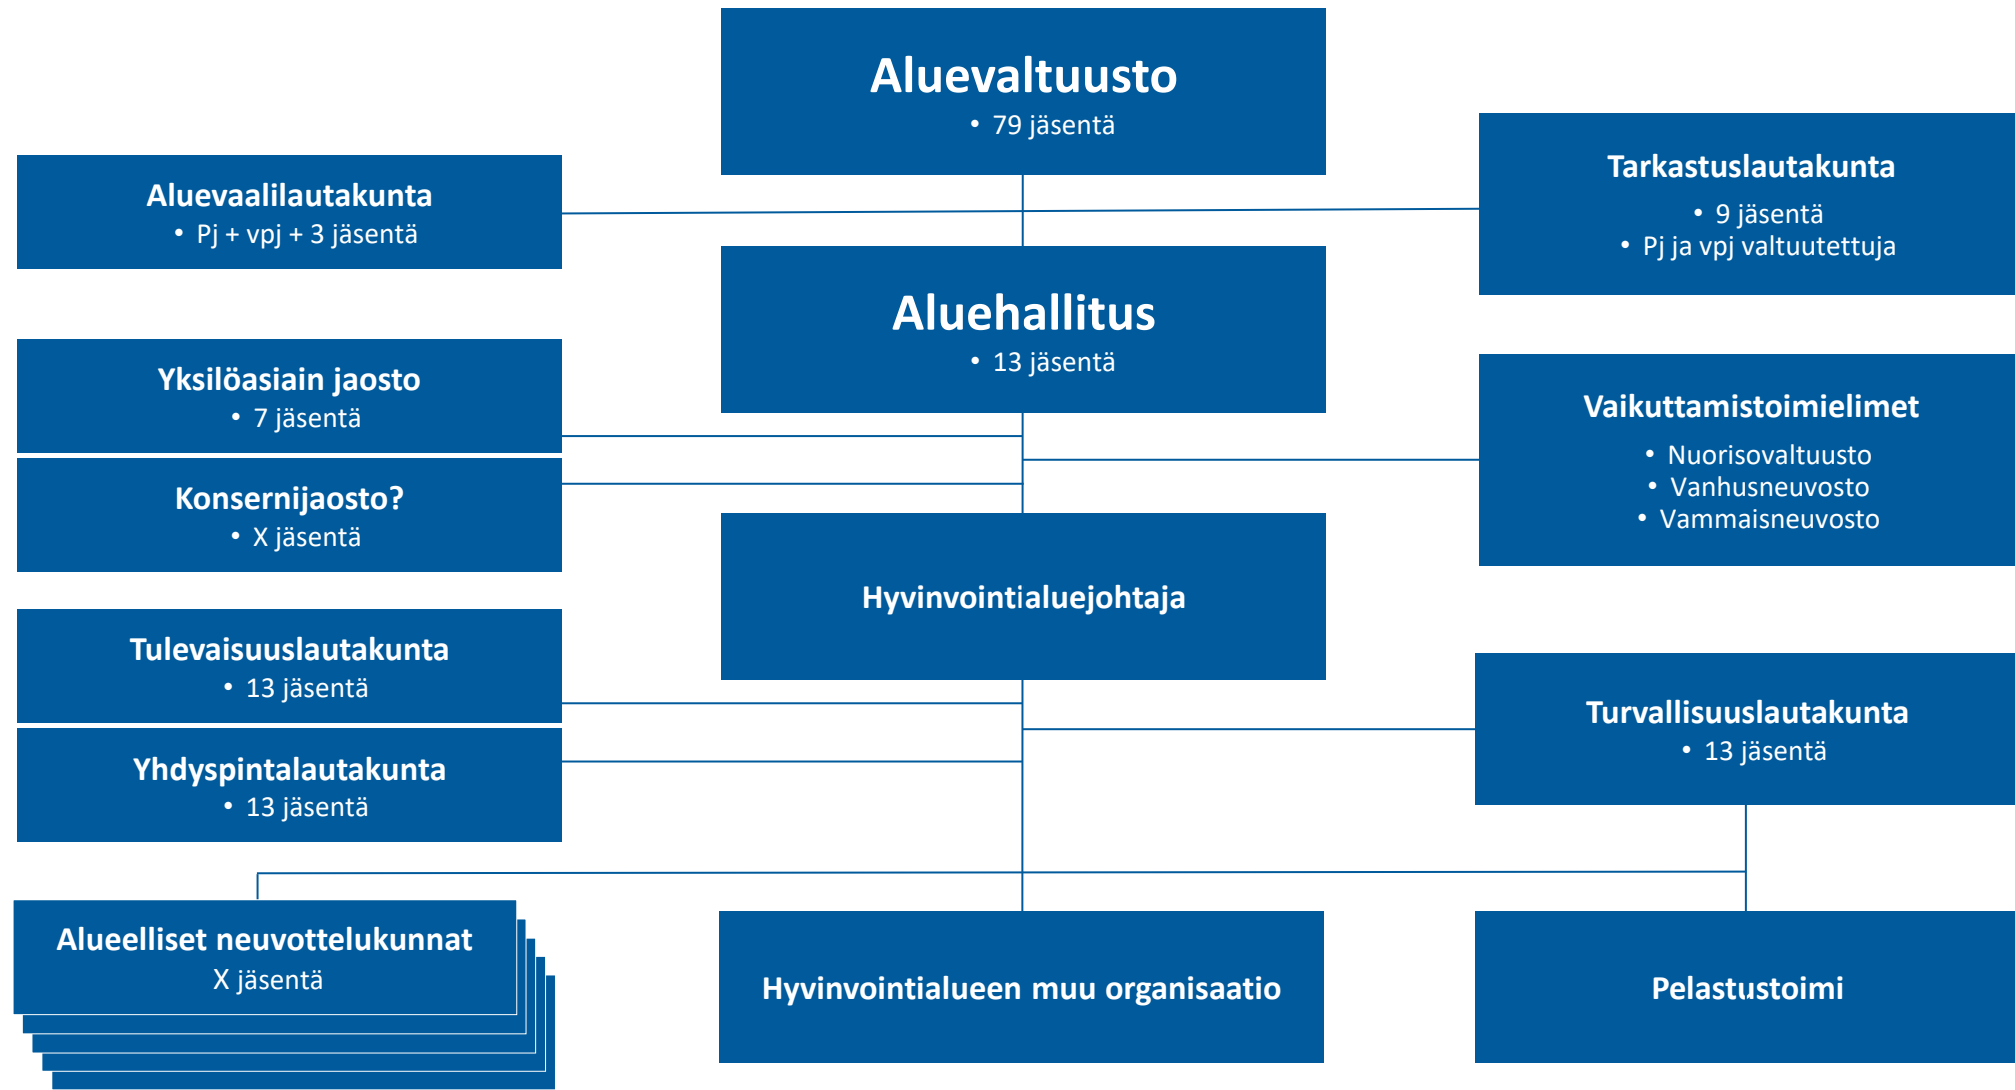 Aluevaltuusto
• 79 jäsentä
Aluevaalilautakunta
• Pj + vpj + 3 jäsentä
Tarkastuslautakunta
• 9 jäsentä
• Pj ja vpj valtuutettuja
Aluehallitus
• 13 jäsentä
Yksilöasiain jaosto
• 7 jäsentä
Konsernijaosto?
• X jäsentä
Vaikuttamistoimielimet
• Nuorisovaltuusto
• Vanhusneuvosto
• Vammaisneuvosto
Hyvinvointialuejohtaja
Tulevaisuuslautakunta
• 13 jäsentä
Yhdyspintalautakunta
• 13 jäsentä
Turvallisuuslautakunta
• 13 jäsentä
Alueelliset neuvottelukunnat
X jäsentä
Hyvinvointialueen muu organisaatio
Pelastustoimi